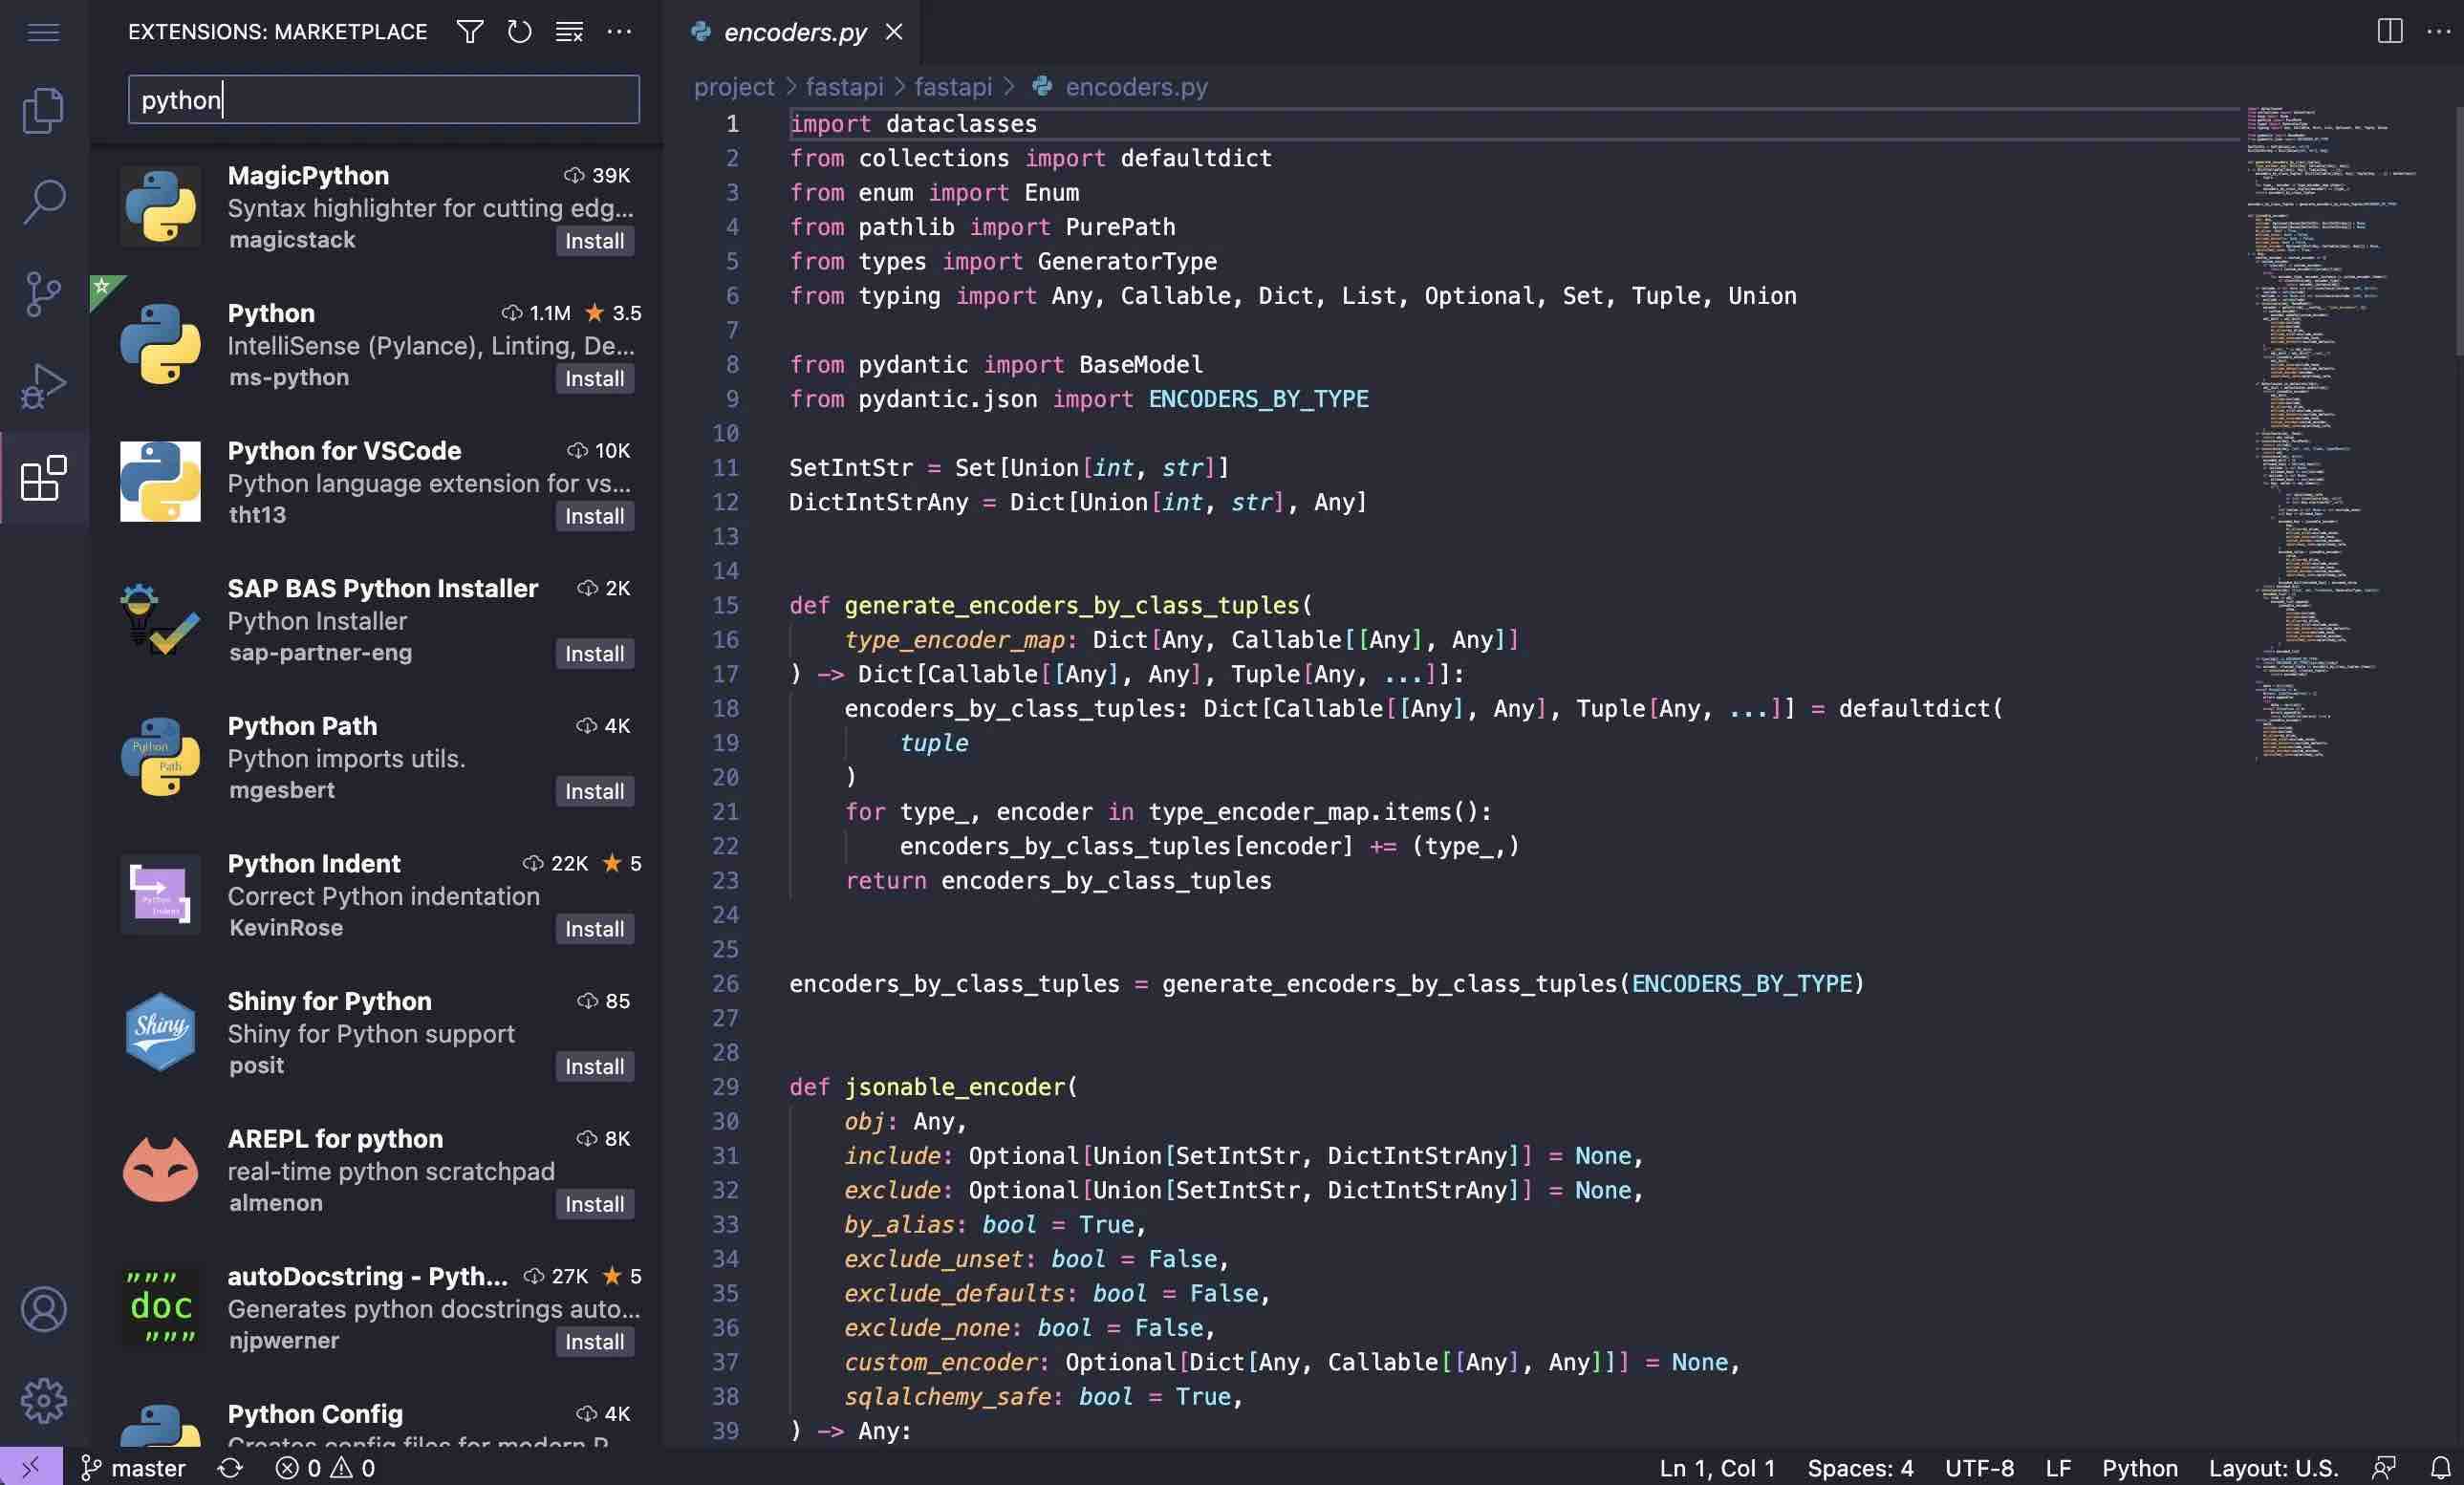 EXTENSIONS: MARKETPLACE
python
MagicPython 39K
Syntax highlighter for cutting edg...
magicstack Install
Python 1.1M ★ 3.5
IntelliSense (Pylance), Linting, De...
ms-python Install
Python for VSCode 10K
Python language extension for vs...
tht13 Install
SAP BAS Python Installer 2K
Python Installer
sap-partner-eng Install
Python Path
Python Path 4K
Python imports utils.
mgesbert Install
Python Indent
Python Indent 22K ★ 5
Correct Python indentation
KevinRose Install
Shiny
Shiny for Python 85
Shiny for Python support
posit Install
AREPL for python 8K
real-time python scratchpad
almenon Install
""" doc """
autoDocstring - Pyth... 27K ★ 5
Generates python docstrings auto...
njpwerner Install
Python Config 4K
Creates config files for modern P...
encoders.py
project > fastapi > fastapi > encoders.py
1 import dataclasses
2 from collections import defaultdict
3 from enum import Enum
4 from pathlib import PurePath
5 from types import GeneratorType
6 from typing import Any, Callable, Dict, List, Optional, Set, Tuple, Union
7
8 from pydantic import BaseModel
9 from pydantic.json import ENCODERS_BY_TYPE
10
11 SetIntStr = Set[Union[int, str]]
12 DictIntStrAny = Dict[Union[int, str], Any]
13
14
15 def generate_encoders_by_class_tuples(
16     type_encoder_map: Dict[Any, Callable[[Any], Any]]
17 ) -> Dict[Callable[[Any], Any], Tuple[Any, ...]]:
18     encoders_by_class_tuples: Dict[Callable[[Any], Any], Tuple[Any, ...]] = defaultdict(
19         tuple
20     )
21     for type_, encoder in type_encoder_map.items():
22         encoders_by_class_tuples[encoder] += (type_,)
23     return encoders_by_class_tuples
24
25
26 encoders_by_class_tuples = generate_encoders_by_class_tuples(ENCODERS_BY_TYPE)
27
28
29 def jsonable_encoder(
30     obj: Any,
31     include: Optional[Union[SetIntStr, DictIntStrAny]] = None,
32     exclude: Optional[Union[SetIntStr, DictIntStrAny]] = None,
33     by_alias: bool = True,
34     exclude_unset: bool = False,
35     exclude_defaults: bool = False,
36     exclude_none: bool = False,
37     custom_encoder: Optional[Dict[Any, Callable[[Any], Any]]] = None,
38     sqlalchemy_safe: bool = True,
39 ) -> Any:
master 0 0 Ln 1, Col 1 Spaces: 4 UTF-8 LF Python Layout: U.S.